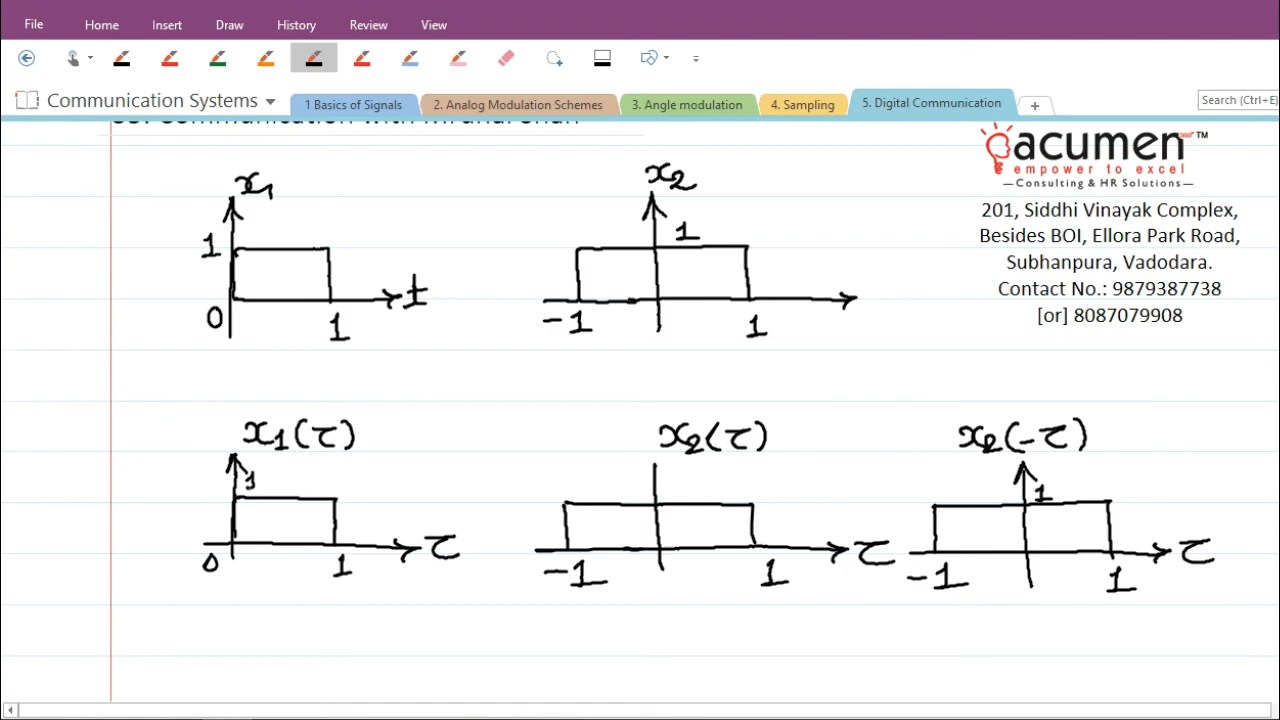 File Home Insert Draw History Review View
Communication Systems 1 Basics of Signals 2. Analog Modulation Schemes 3. Angle modulation 4. Sampling 5. Digital Communication + Search (Ctrl+E)
acumen 360° TM
empower to excel
—Consulting & HR Solutions—
201, Siddhi Vinayak Complex,
Besides BOI, Ellora Park Road,
Subhanpura, Vadodara.
Contact No.: 9879387738
[or] 8087079908
x1 x2
1 1
t
0 1 -1 1
x1(τ) x2(τ) x2(-τ)
1 1
τ τ τ
0 1 -1 1 -1 1